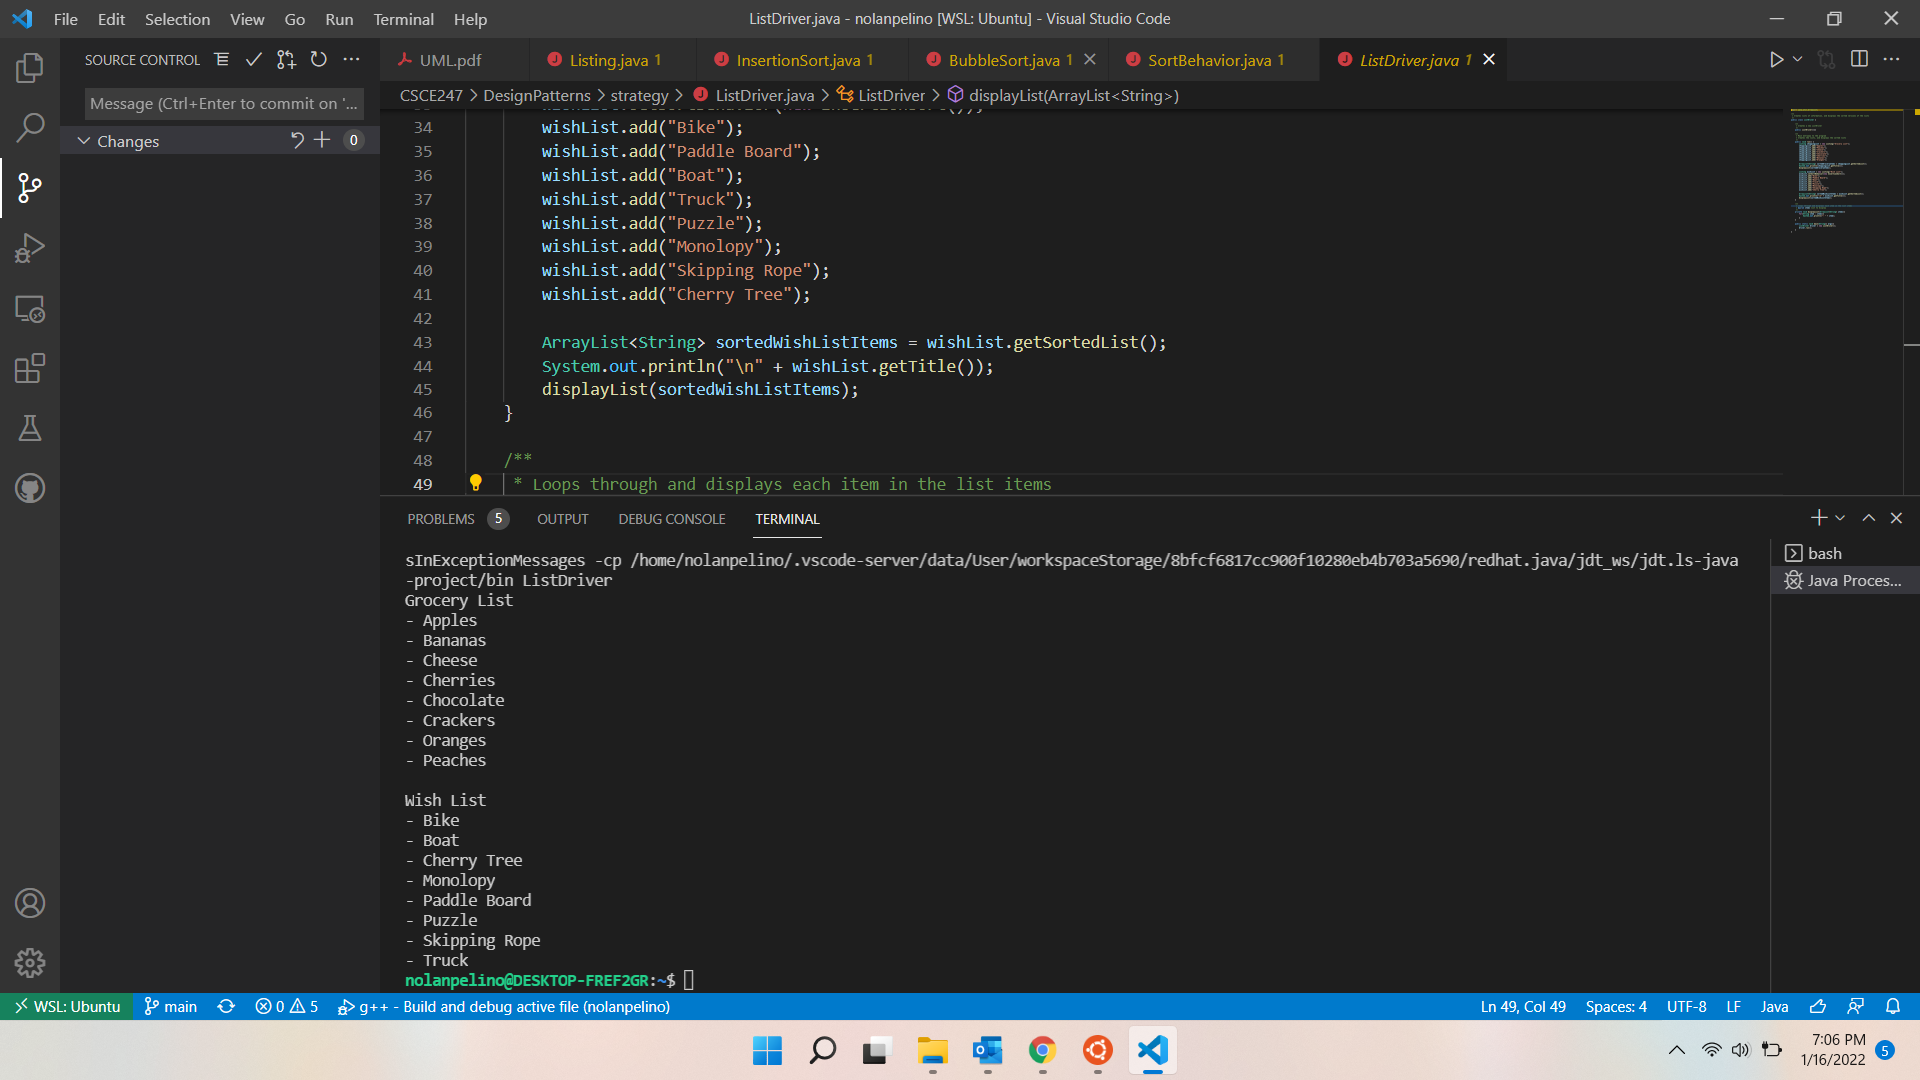 File Edit Selection View Go Run Terminal Help
ListDriver.java - nolanpelino [WSL: Ubuntu] - Visual Studio Code
SOURCE CONTROL
Message (Ctrl+Enter to commit on '...
Changes 0
UML.pdf Listing.java 1 InsertionSort.java 1 BubbleSort.java 1 SortBehavior.java 1 ListDriver.java 1
CSCE247 > DesignPatterns > strategy > ListDriver.java > ListDriver > displayList(ArrayList<String>)
34 wishList.add("Bike");
35 wishList.add("Paddle Board");
36 wishList.add("Boat");
37 wishList.add("Truck");
38 wishList.add("Puzzle");
39 wishList.add("Monolopy");
40 wishList.add("Skipping Rope");
41 wishList.add("Cherry Tree");
42
43 ArrayList<String> sortedWishListItems = wishList.getSortedList();
44 System.out.println("\n" + wishList.getTitle());
45 displayList(sortedWishListItems);
46 }
47
48 /**
49 * Loops through and displays each item in the list items
PROBLEMS 5 OUTPUT DEBUG CONSOLE TERMINAL
sInExceptionMessages -cp /home/nolanpelino/.vscode-server/data/User/workspaceStorage/8bfcf6817cc900f10280eb4b703a5690/redhat.java/jdt_ws/jdt.ls-java
-project/bin ListDriver
Grocery List
- Apples
- Bananas
- Cheese
- Cherries
- Chocolate
- Crackers
- Oranges
- Peaches
Wish List
- Bike
- Boat
- Cherry Tree
- Monolopy
- Paddle Board
- Puzzle
- Skipping Rope
- Truck
nolanpelino@DESKTOP-FREF2GR:~$
bash
Java Proces...
WSL: Ubuntu main 0 5 g++ - Build and debug active file (nolanpelino)
Ln 49, Col 49 Spaces: 4 UTF-8 LF Java
7:06 PM
1/16/2022 5